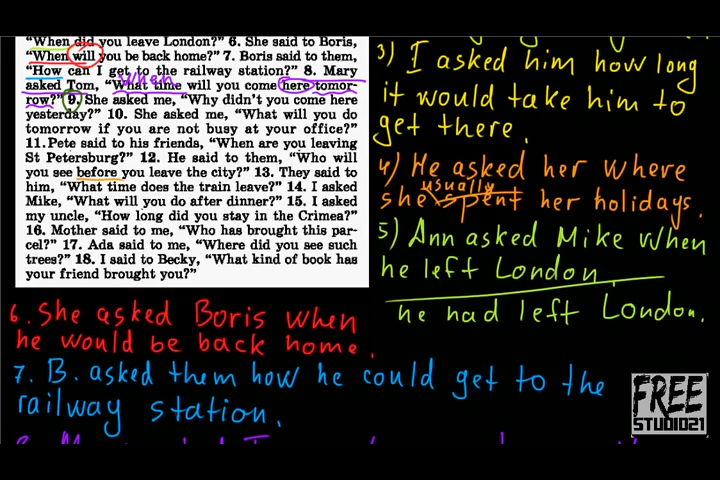 "When did you leave London?" 6. She said to Boris,
"When will you be back home?" 7. Boris said to them,
"How can I get to the railway station?" 8. Mary
when
asked Tom, "What time will you come here tomor-
row?" 9. She asked me, "Why didn't you come here
yesterday?" 10. She asked me, "What will you do
tomorrow if you are not busy at your office?"
11. Pete said to his friends, "When are you leaving
St Petersburg?" 12. He said to them, "Who will
you see before you leave the city?" 13. They said to
him, "What time does the train leave?" 14. I asked
Mike, "What will you do after dinner?" 15. I asked
my uncle, "How long did you stay in the Crimea?"
16. Mother said to me, "Who has brought this par-
cel?" 17. Ada said to me, "Where did you see such
trees?" 18. I said to Becky, "What kind of book has
your friend brought you?"
3) I asked him how long
it would take him to
get there.
4) He asked her where
usually
she spent her holidays.
5) Ann asked Mike when
he left London
he had left London.
6. She asked Boris when
he would be back home.
7. B. asked them how he could get to the
railway station.
FREE
STUDIO21